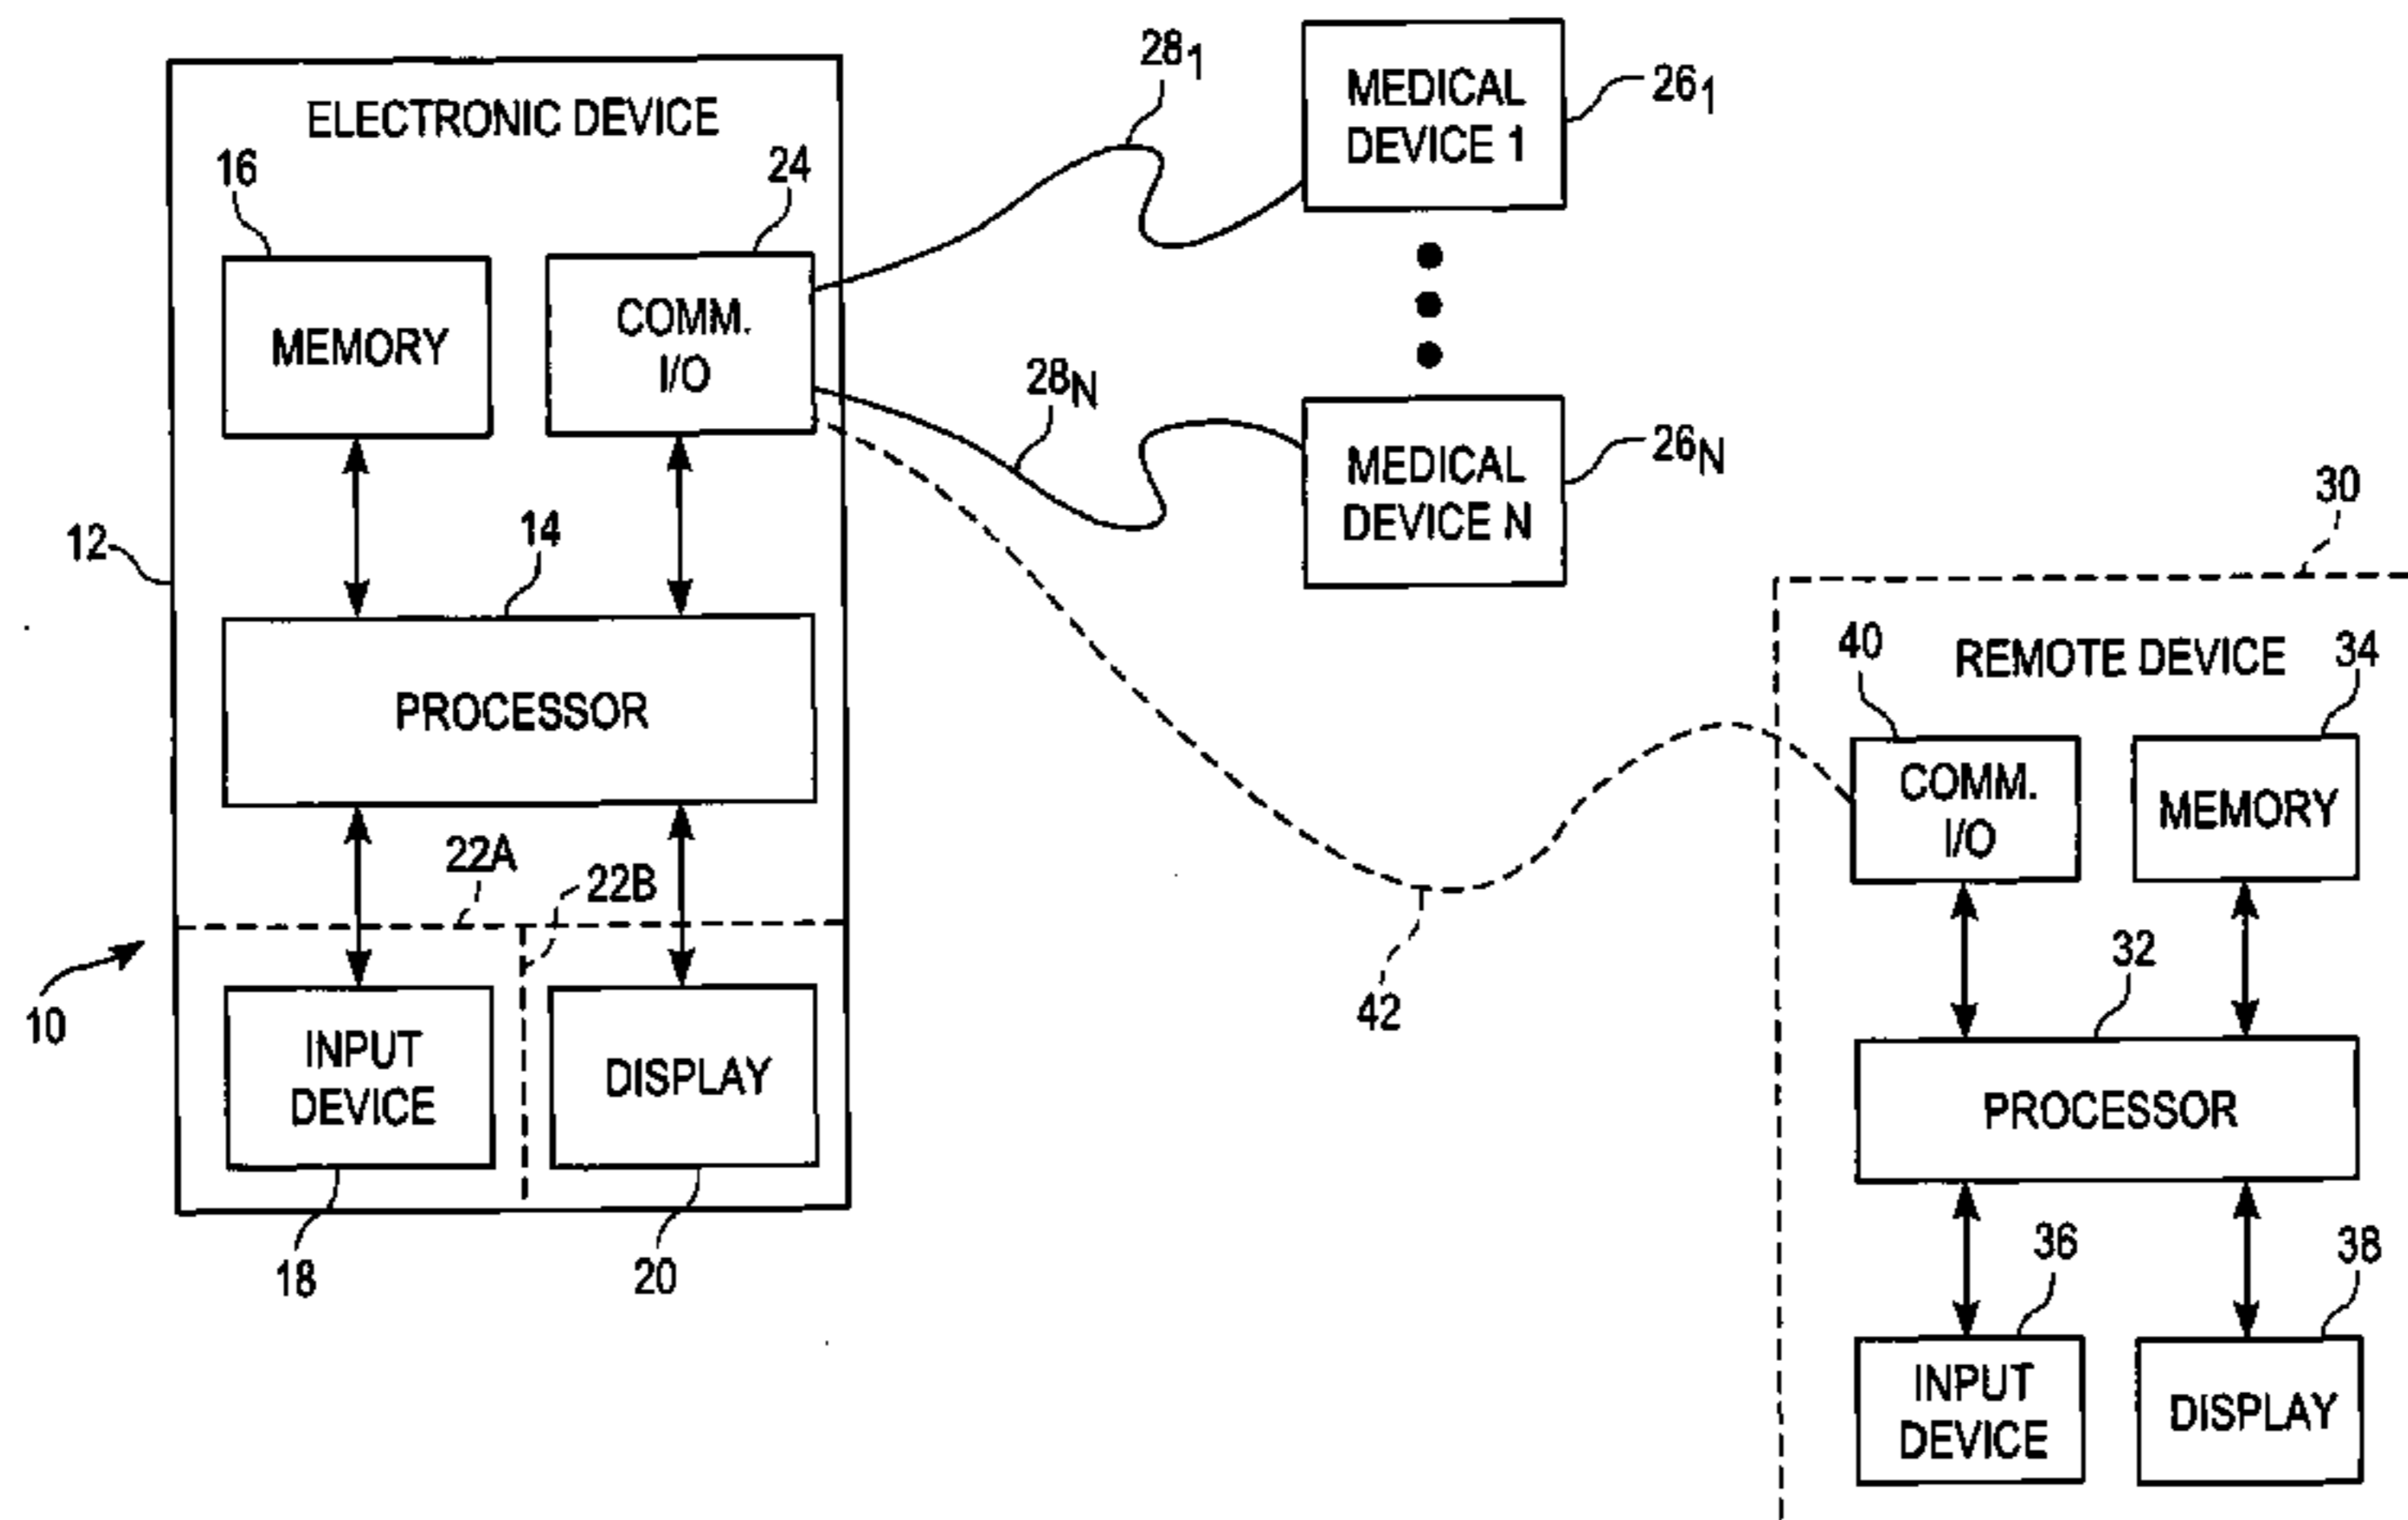 ELECTRONIC DEVICE
16
24
MEMORY
COMM.
I/O
12
14
PROCESSOR
22A
22B
10
INPUT
DEVICE
DISPLAY
18
20
28₁
MEDICAL
DEVICE 1
26₁
28N
MEDICAL
DEVICE N
26N
42
30
REMOTE DEVICE
40
34
COMM.
I/O
MEMORY
32
PROCESSOR
36
38
INPUT
DEVICE
DISPLAY